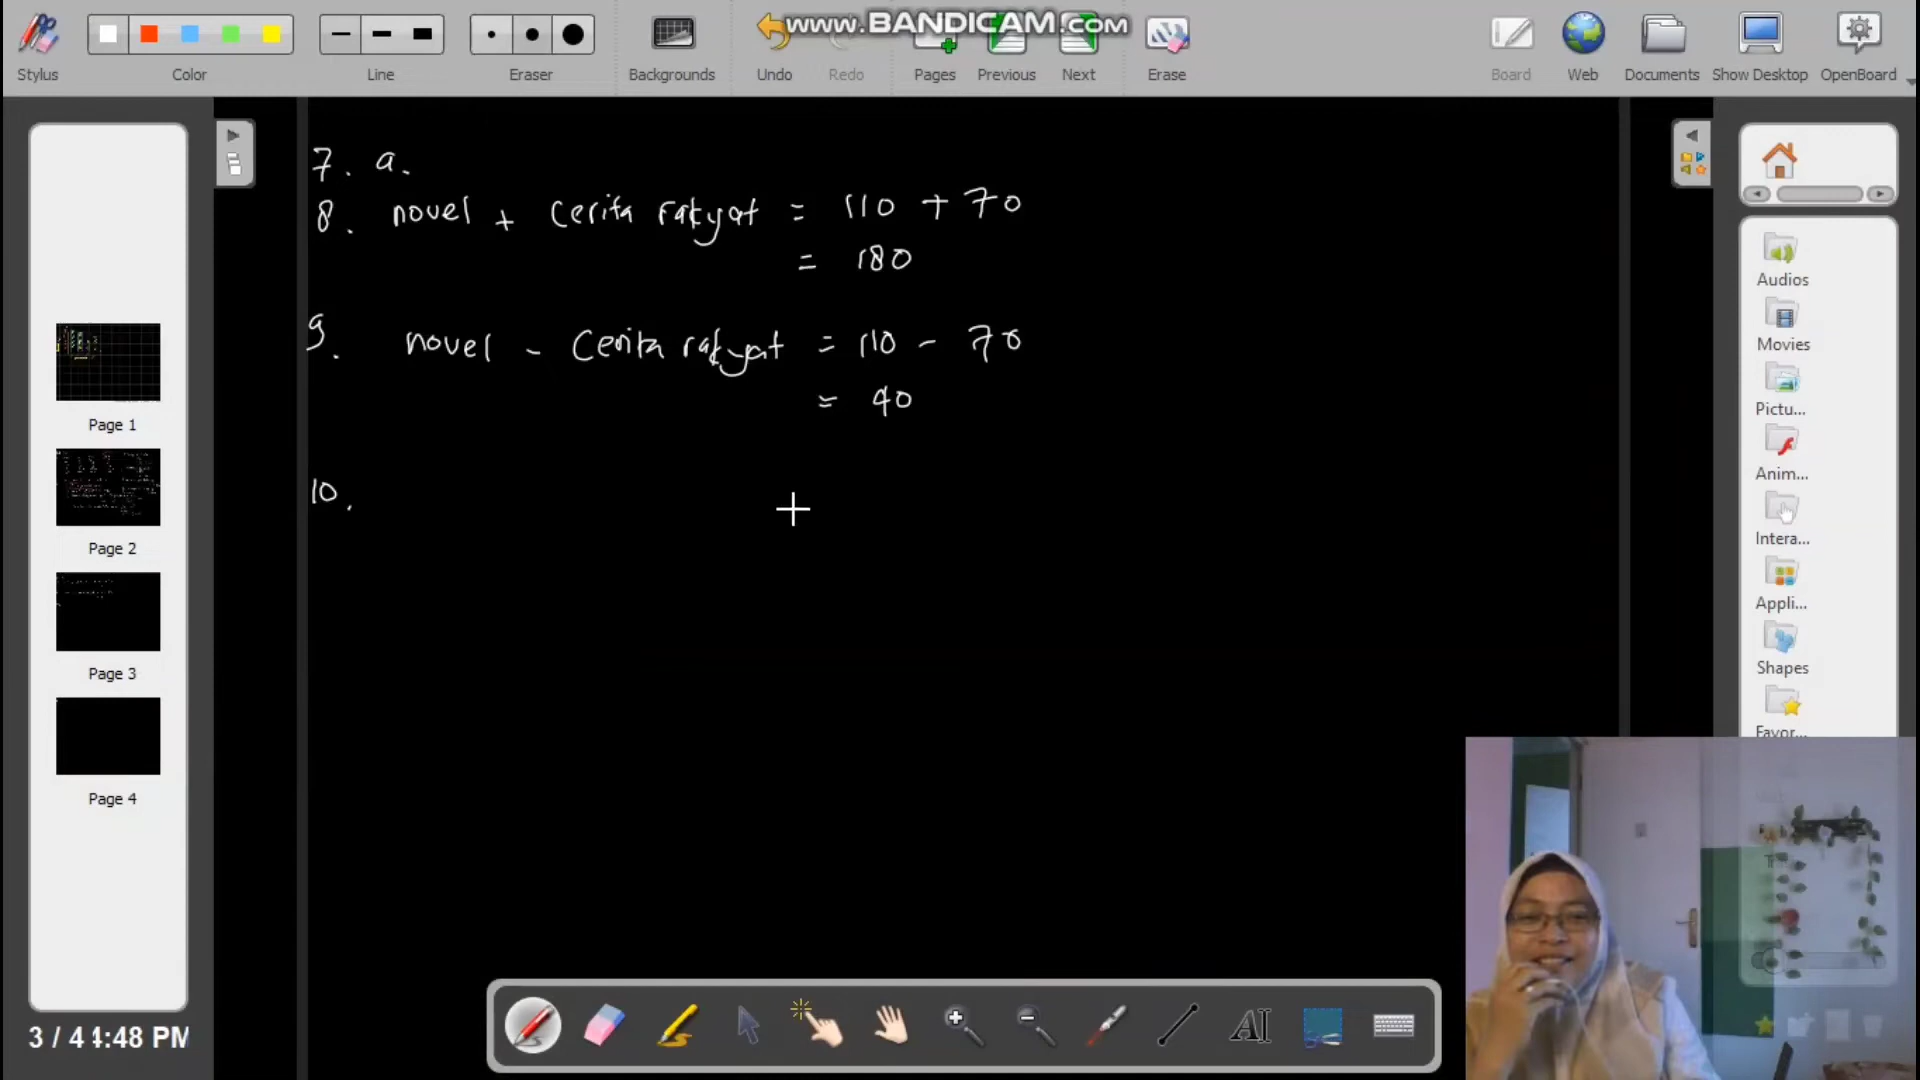 www.BANDICAM.com
Stylus
Color
Line
Eraser
Backgrounds
Undo
Redo
Pages
Previous
Next
Erase
Board
Web
Documents
Show Desktop
OpenBoard
7. a.
8. novel + Cerita rakyat = 110 + 70
= 180
9. novel - Cerita rakyat = 110 - 70
= 40
10.
Page 1
Page 2
Page 3
Page 4
3 / 4
4:48 PM
Audios
Movies
Pictu...
Anim...
Intera...
Appli...
Shapes
Favor...
AI